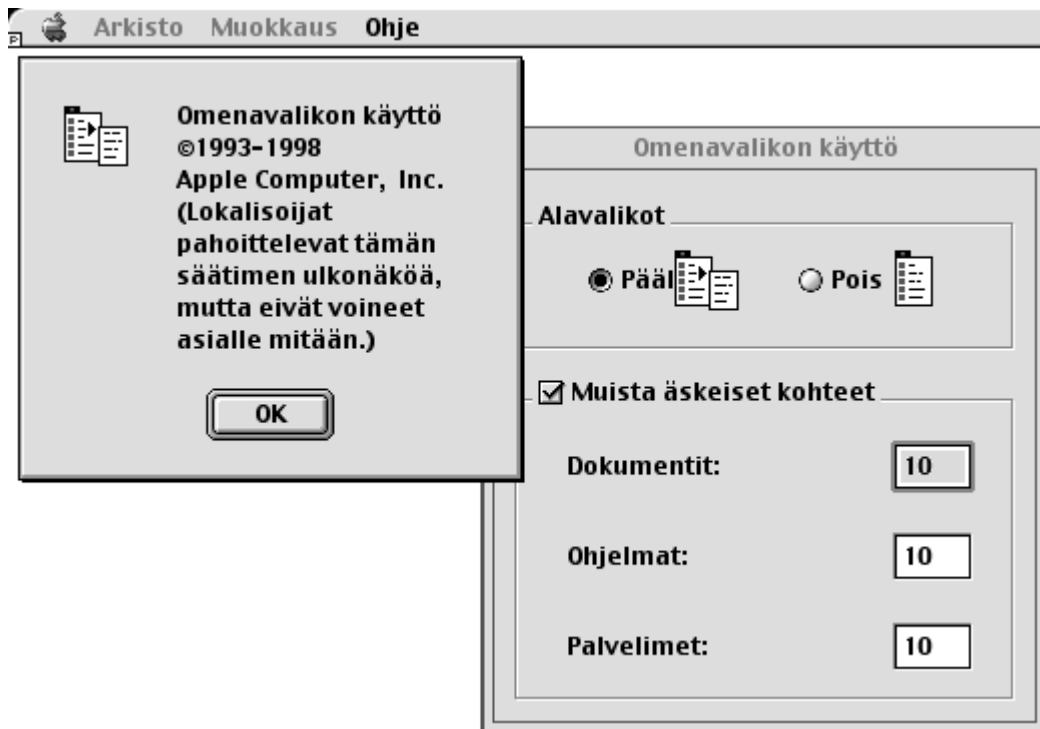 Arkisto Muokkaus Ohje
Omenavalikon käyttö
©1993-1998
Apple Computer, Inc.
(Lokalisoijat
pahoittelevat tämän
säätimen ulkonäköä,
mutta eivät voineet
asialle mitään.)
OK
Omenavalikon käyttö
Alavalikot
Pääl
Pois
Muista äskeiset kohteet
Dokumentit: 10
Ohjelmat: 10
Palvelimet: 10